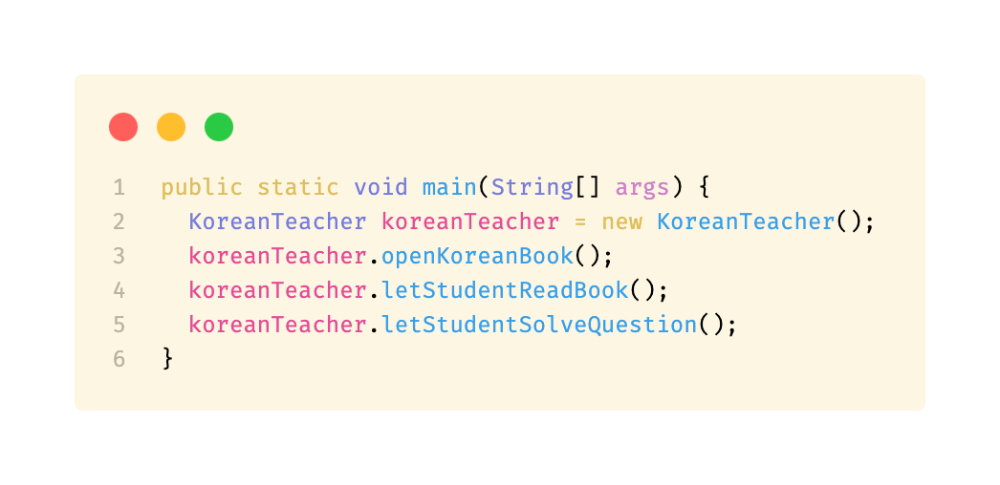 1 public static void main(String[] args) {
2 KoreanTeacher koreanTeacher = new KoreanTeacher();
3 koreanTeacher.openKoreanBook();
4 koreanTeacher.letStudentReadBook();
5 koreanTeacher.letStudentSolveQuestion();
6 }